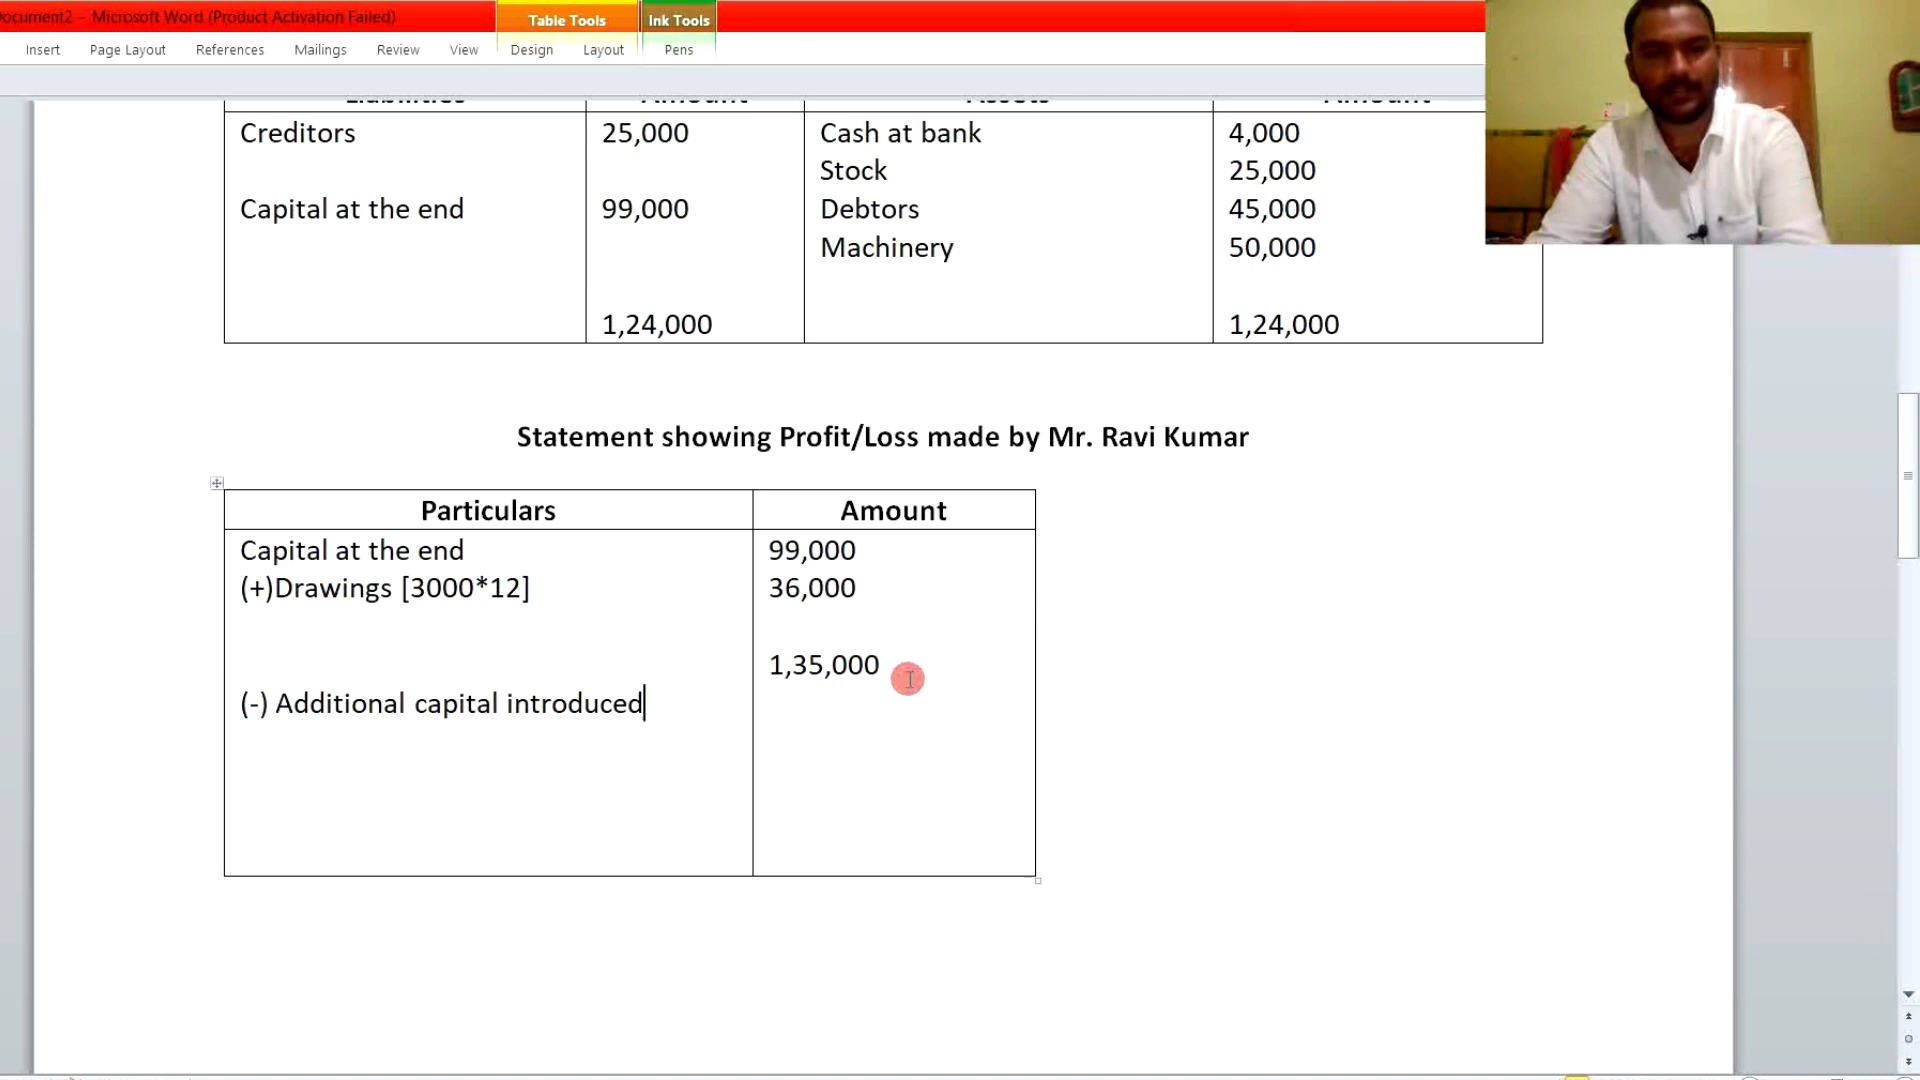 ocument2 - Microsoft Word (Product Activation Failed)
Table Tools
Ink Tools
Insert Page Layout References Mailings Review View Design Layout Pens
Liabilities Amount Assets Amount
Creditors 25,000 Cash at bank 4,000
Stock 25,000
Capital at the end 99,000 Debtors 45,000
Machinery 50,000
1,24,000 1,24,000
Statement showing Profit/Loss made by Mr. Ravi Kumar
Particulars Amount
Capital at the end 99,000
(+)Drawings [3000*12] 36,000
1,35,000
(-) Additional capital introduced